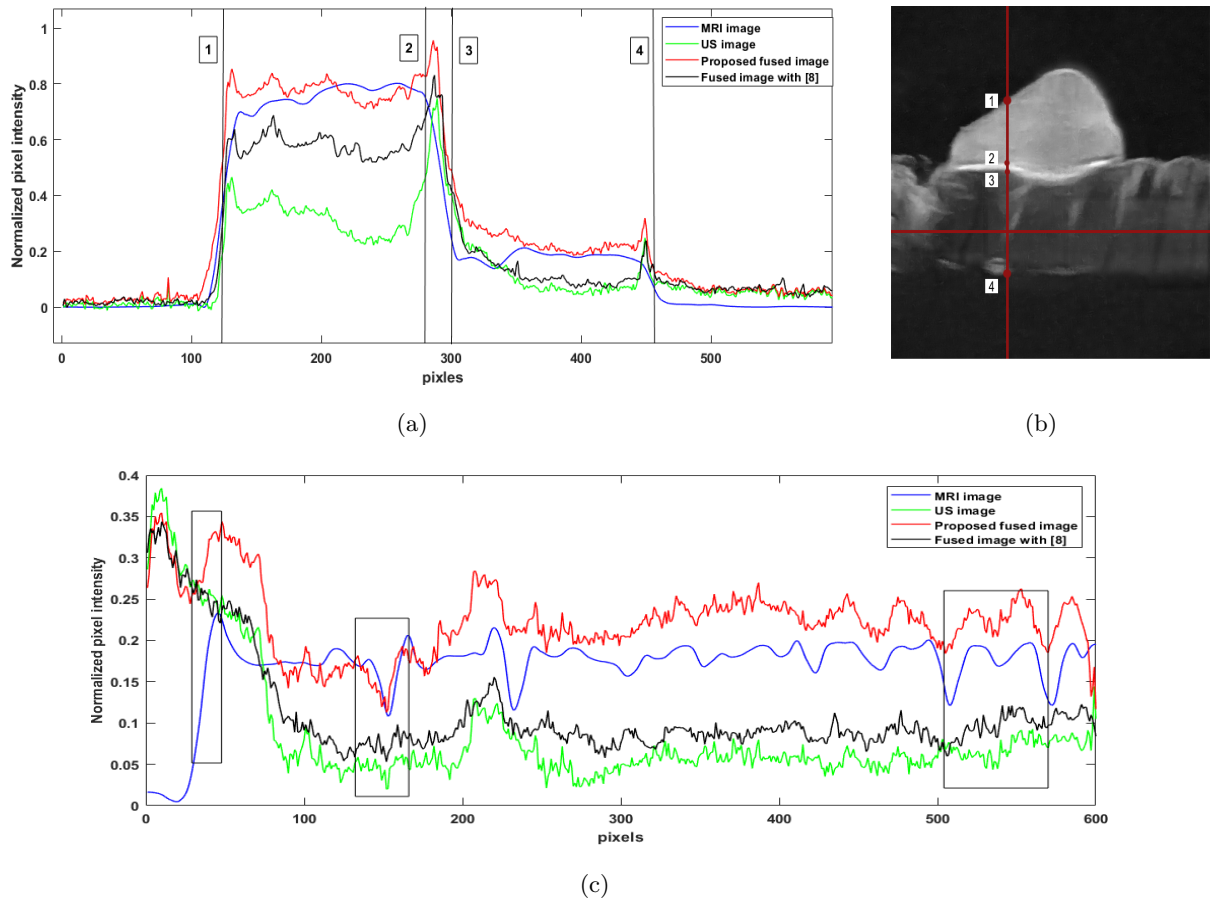 1
0.8
0.6
0.4
0.2
0
Normalized pixel intensity
0 100 200 300 400 500
pixles
1 2 3 4
MRI image
US image
Proposed fused image
Fused image with [8]
(a)
1
2
3
4
(b)
0.4
0.35
0.3
0.25
0.2
0.15
0.1
0.05
0
Normalized pixel intensity
0 100 200 300 400 500 600
pixels
MRI image
US image
Proposed fused image
Fused image with [8]
(c)